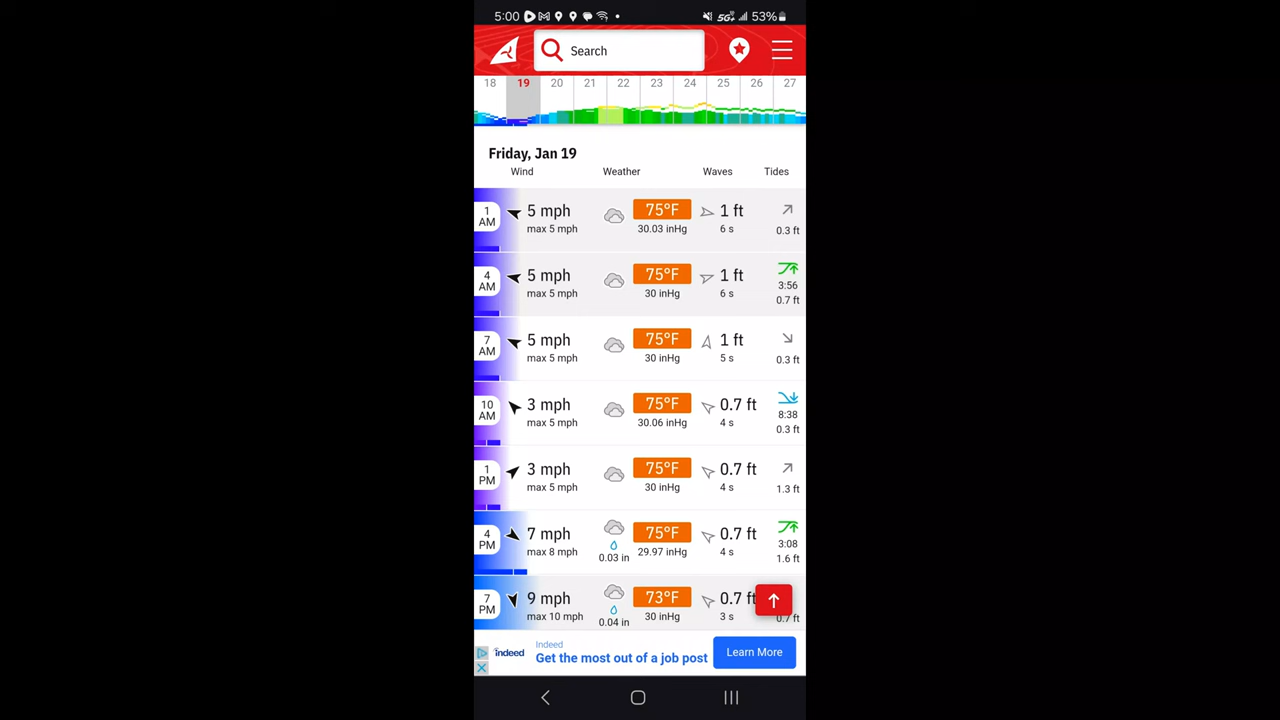 5:00 5G 53%
Search
18 19 20 21 22 23 24 25 26 27
Friday, Jan 19
Wind Weather Waves Tides
1 AM 5 mph 75°F 1 ft
max 5 mph 30.03 inHg 6 s 0.3 ft
4 AM 5 mph 75°F 1 ft 3:56
max 5 mph 30 inHg 6 s 0.7 ft
7 AM 5 mph 75°F 1 ft
max 5 mph 30 inHg 5 s 0.3 ft
10 AM 3 mph 75°F 0.7 ft 8:38
max 5 mph 30.06 inHg 4 s 0.3 ft
1 PM 3 mph 75°F 0.7 ft
max 5 mph 30 inHg 4 s 1.3 ft
4 PM 7 mph 75°F 0.7 ft 3:08
max 8 mph 0.03 in 29.97 inHg 4 s 1.6 ft
7 PM 9 mph 73°F 0.7 ft
max 10 mph 0.04 in 30 inHg 3 s 0.7 ft
Indeed
indeed Get the most out of a job post Learn More